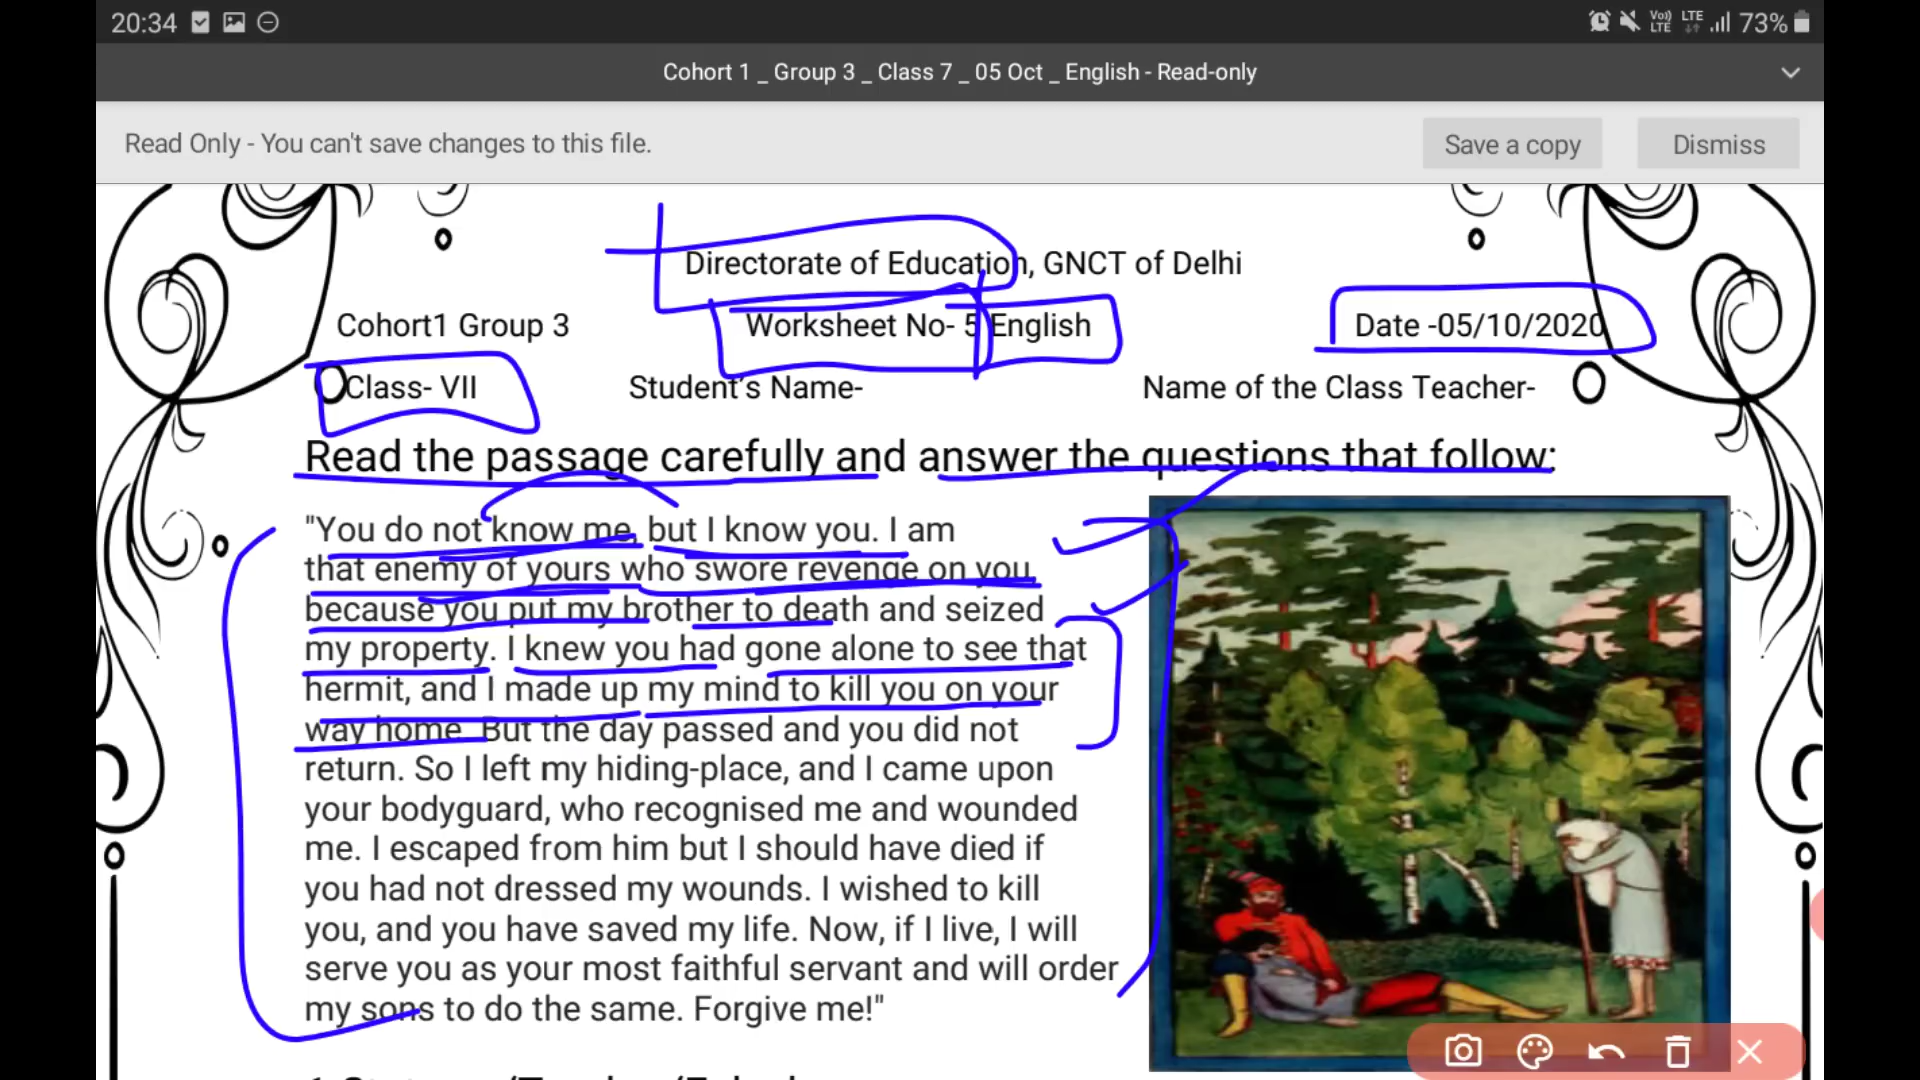 20:34
Vo)) LTE LTE 73%
Cohort 1 _ Group 3 _ Class 7 _ 05 Oct _ English - Read-only
Read Only - You can't save changes to this file.
Save a copy
Dismiss
Directorate of Education, GNCT of Delhi
Cohort1 Group 3 Worksheet No- 5 English Date -05/10/2020
Class- VII Student's Name- Name of the Class Teacher-
Read the passage carefully and answer the questions that follow:
"You do not know me, but I know you. I am
that enemy of yours who swore revenge on you
because you put my brother to death and seized
my property. I knew you had gone alone to see that
hermit, and I made up my mind to kill you on your
way home. But the day passed and you did not
return. So I left my hiding-place, and I came upon
your bodyguard, who recognised me and wounded
me. I escaped from him but I should have died if
you had not dressed my wounds. I wished to kill
you, and you have saved my life. Now, if I live, I will
serve you as your most faithful servant and will order
my sons to do the same. Forgive me!"